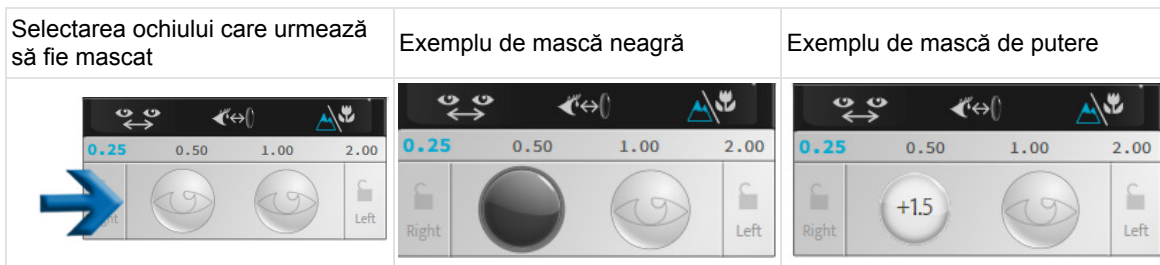 Selectarea ochiului care urmează
să fie mascat
Exemplu de mască neagră
Exemplu de mască de putere
0.25 0.50 1.00 2.00
Left
0.25 0.50 1.00 2.00
Right Left
0.25 0.50 1.00 2.00
+1.5
Right Left